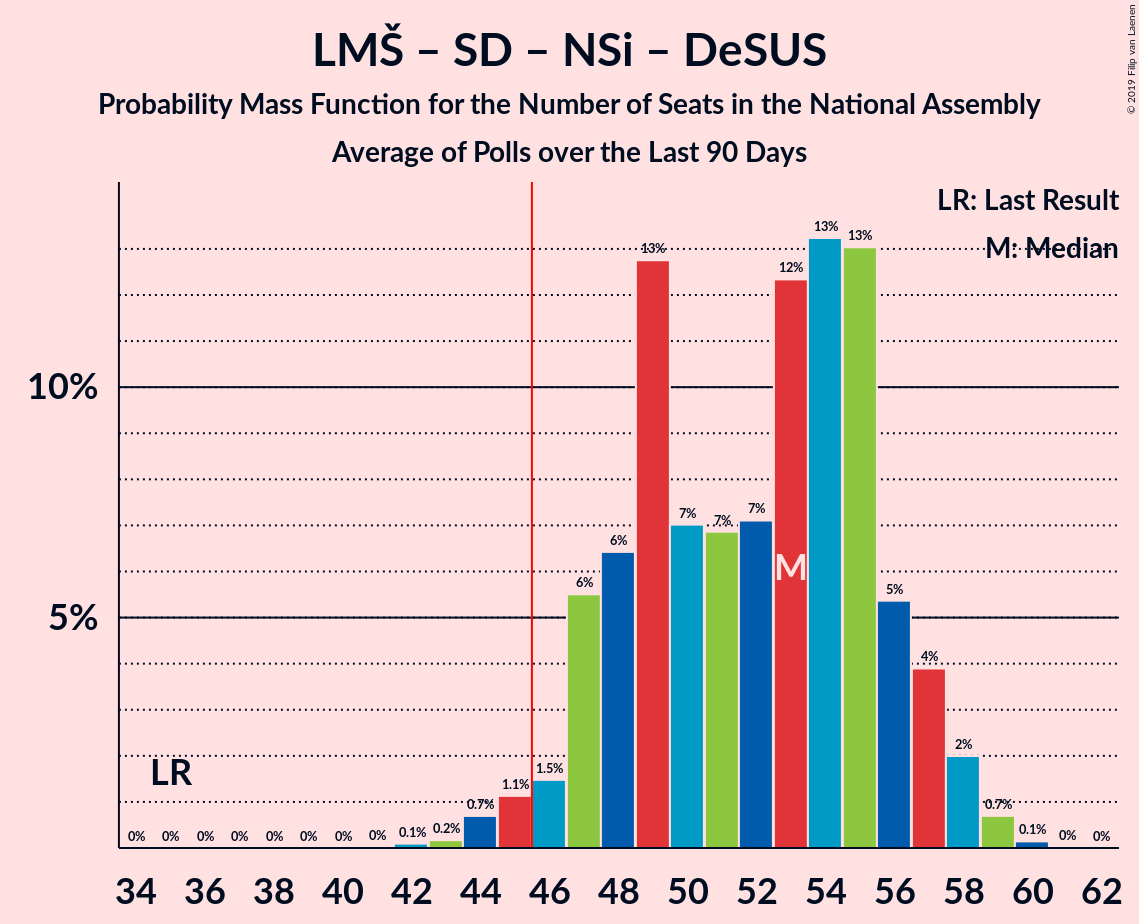 LMŠ – SD – NSi – DeSUS
Probability Mass Function for the Number of Seats in the National Assembly
Average of Polls over the Last 90 Days
© 2019 Filip van Laenen
LR: Last Result
M: Median
10%
5%
LR
M
0% 0% 0% 0% 0% 0% 0% 0% 0.1% 0.2% 0.7% 1.1% 1.5% 6% 6% 13% 7% 7% 7% 12% 13% 13% 5% 4% 2% 0.7% 0.1% 0% 0%
34 36 38 40 42 44 46 48 50 52 54 56 58 60 62